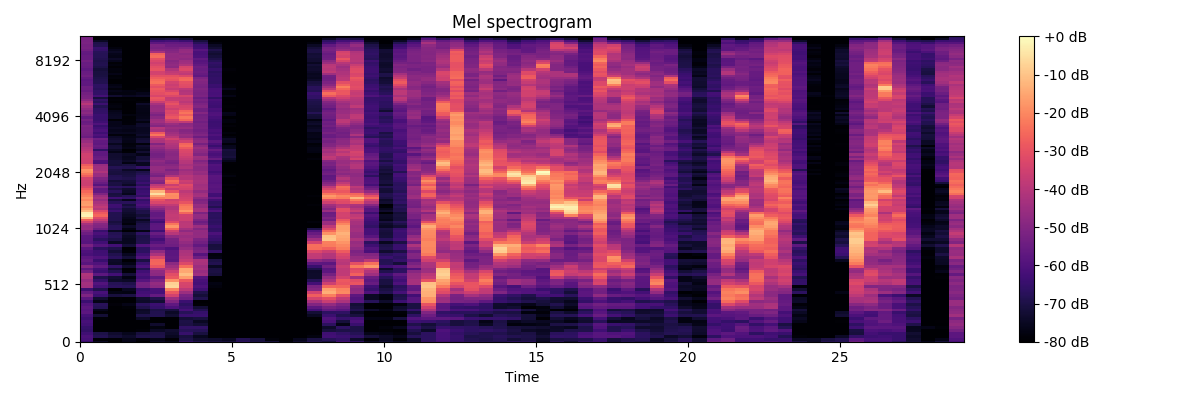 Mel spectrogram
8192
4096
2048
1024
512
0
Hz
0 5 10 15 20 25
Time
+0 dB
-10 dB
-20 dB
-30 dB
-40 dB
-50 dB
-60 dB
-70 dB
-80 dB